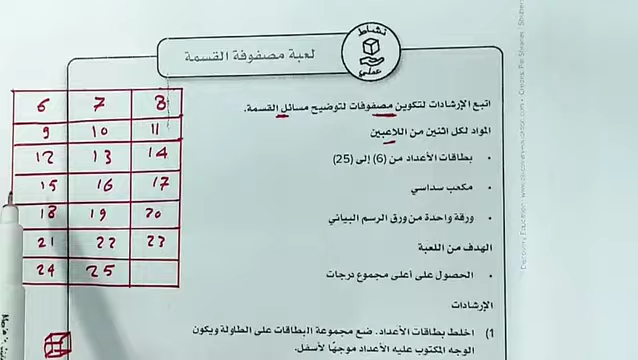 نشاط
عملي
لعبة مصفوفة القسمة
اتبع الإرشادات لتكوين مصفوفات لتوضيح مسائل القسمة.
المواد لكل اثنين من اللاعبين
• بطاقات الأعداد من (6) إلى (25)
• مكعب سداسي
• ورقة واحدة من ورق الرسم البياني
الهدف من اللعبة
• الحصول على أعلى مجموع درجات
الإرشادات
1) اخلط بطاقات الأعداد. ضع مجموعة البطاقات على الطاولة ويكون
الوجه المكتوب عليه الأعداد موجهًا لأسفل.
6 7 8
9 10 11
12 13 14
15 16 17
18 19 20
21 22 23
24 25